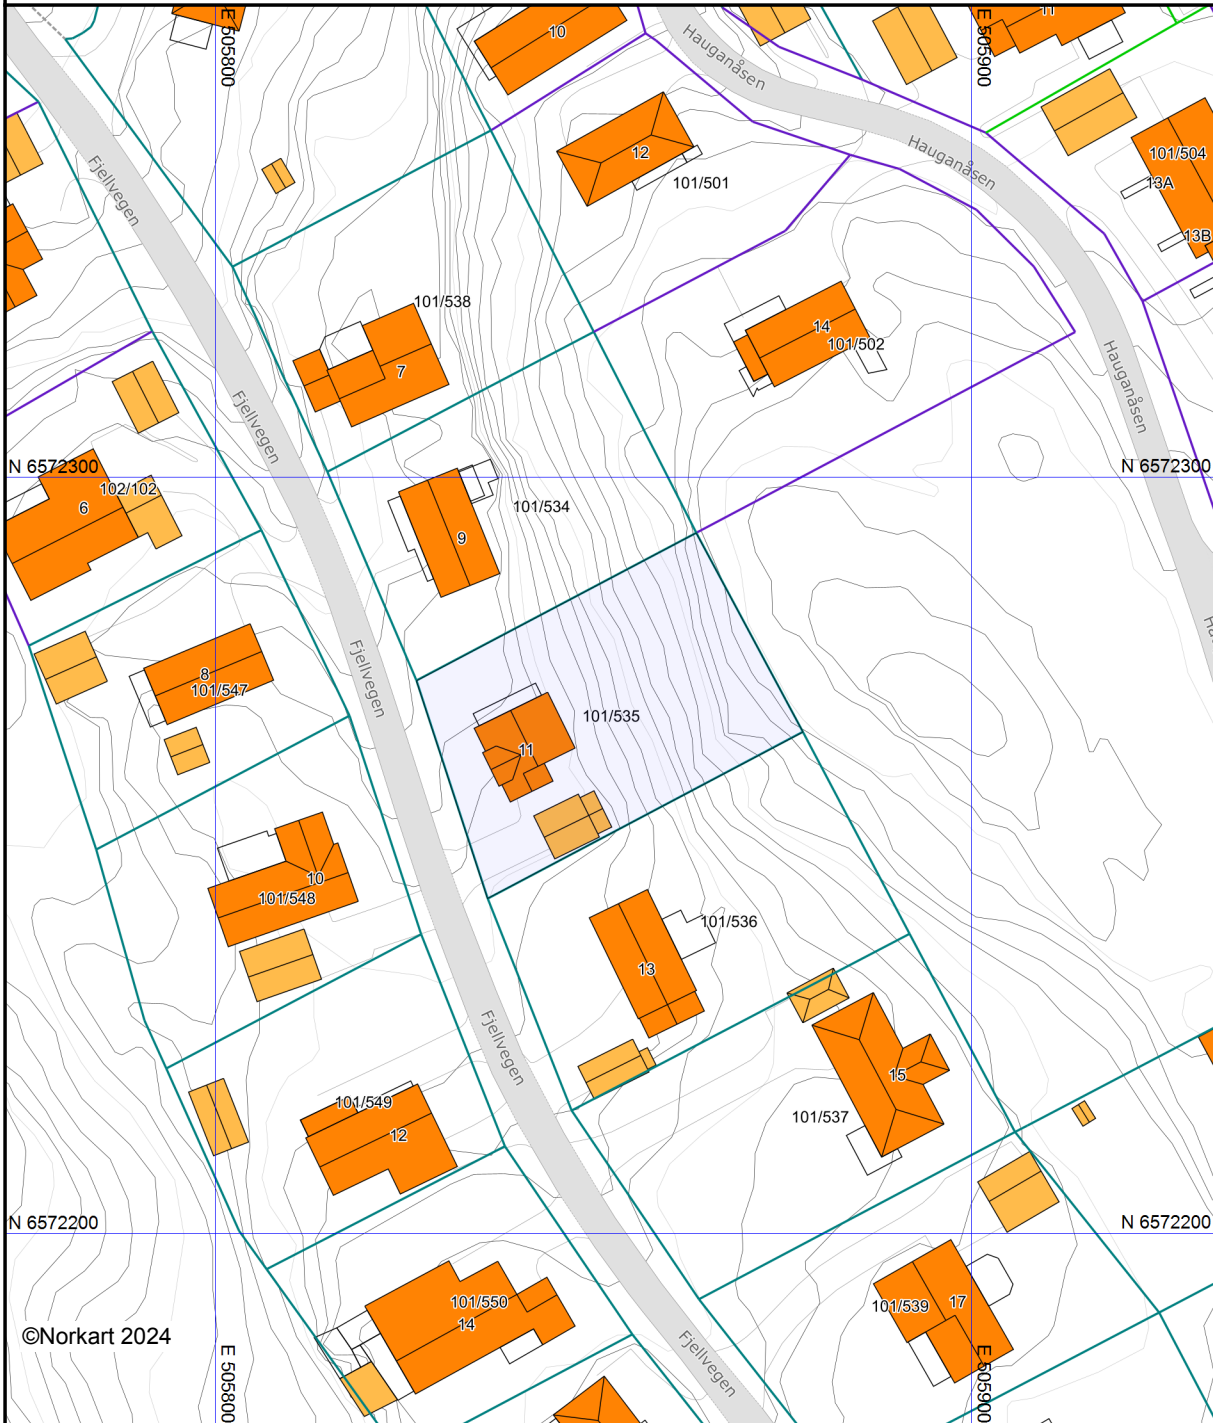 E 505800
E 505900
11
10
Hauganåsen
12
101/501
Hauganåsen
101/504
13A
13B
Fjellvegen
101/538
7
14
101/502
Hauganåsen
Fjellvegen
N 6572300
N 6572300
102/102
6
101/534
9
Fjellvegen
8
101/547
101/535
11
10
101/548
101/536
13
Fjellvegen
15
101/537
101/549
12
N 6572200
N 6572200
101/550
14
101/539
17
©Norkart 2024
Fjellvegen
E 505800
E 505900